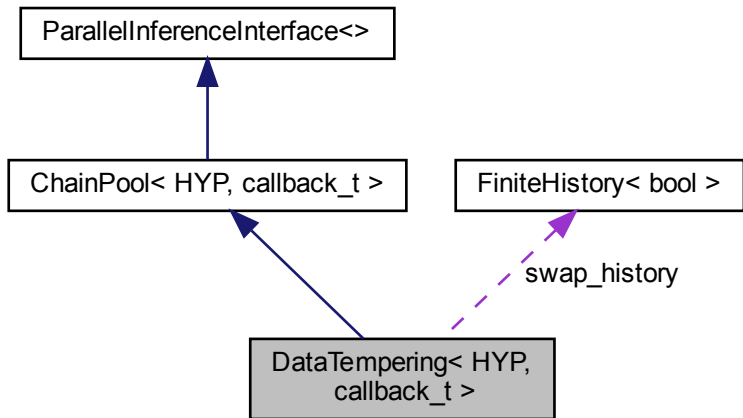 ParallelInferenceInterface<>
ChainPool< HYP, callback_t >
FiniteHistory< bool >
swap_history
DataTempering< HYP,
callback_t >